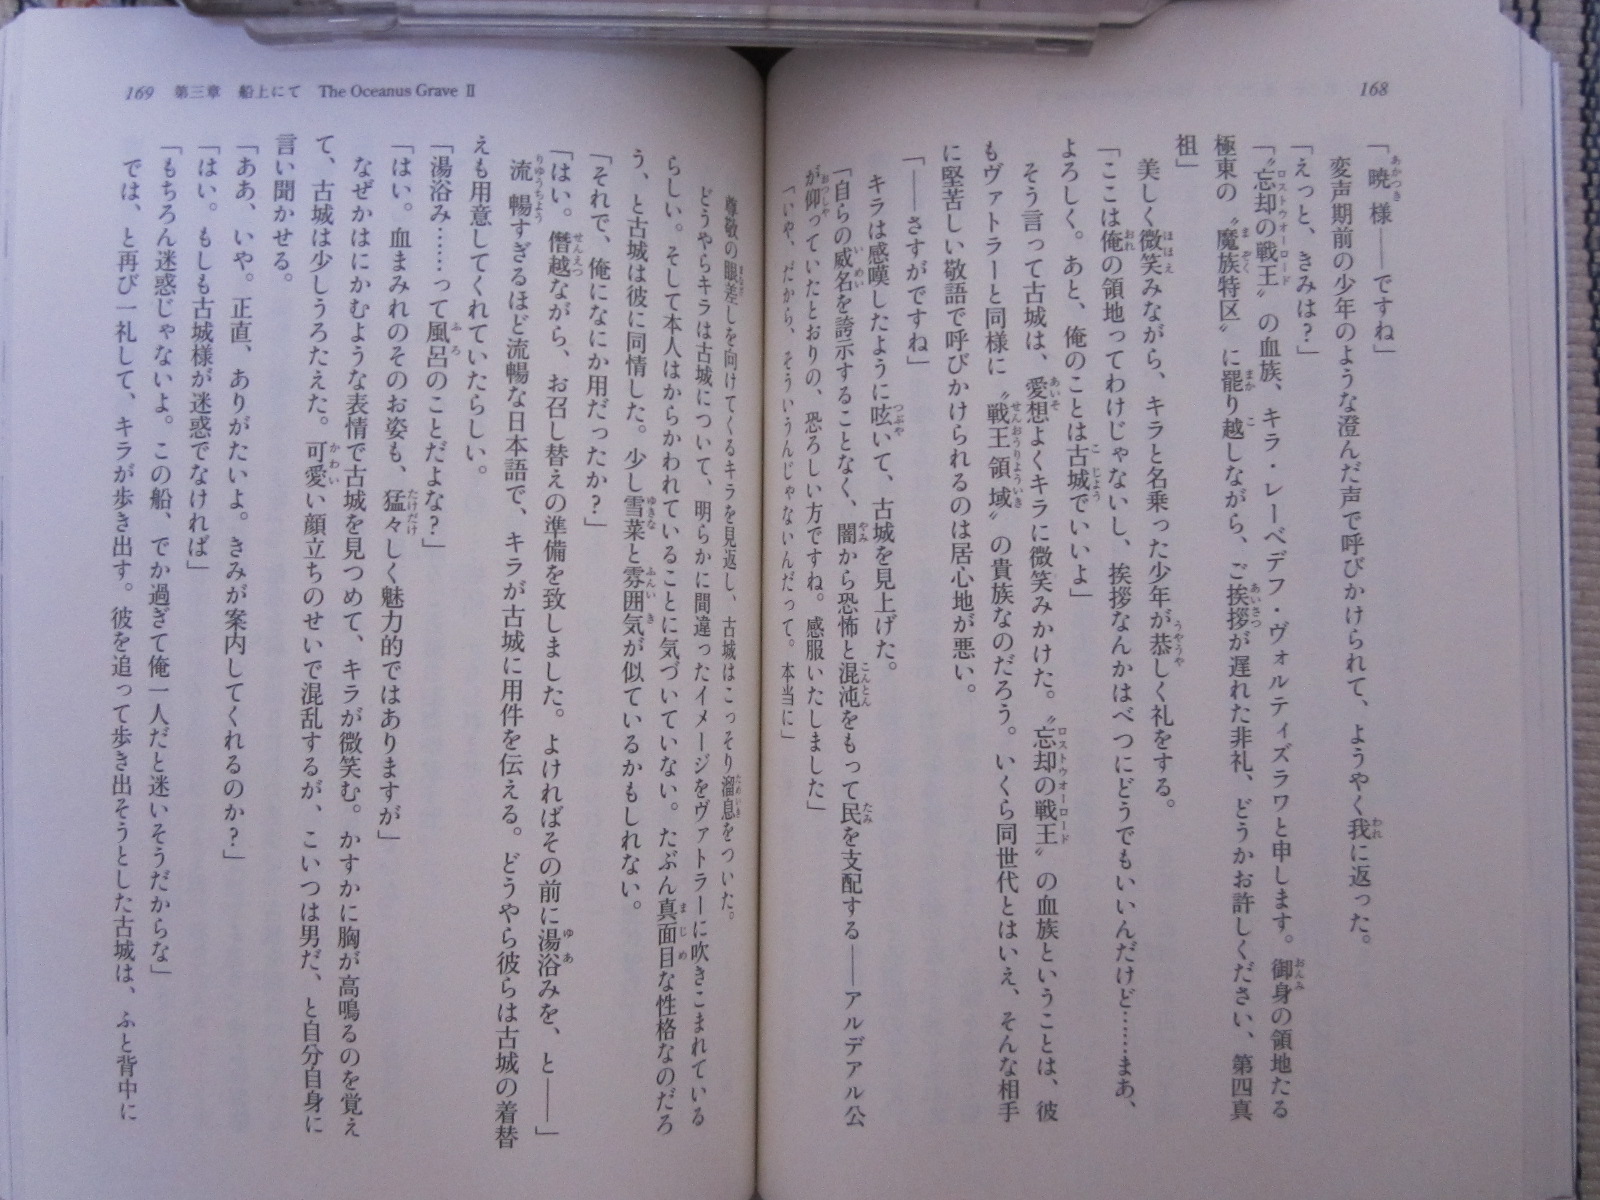 168
「暁様――ですね」
変声期前の少年のような澄んだ声で呼びかけられて、ようやく我に返った。
「えっと、きみは?」
「〝忘却の戦王〟の血族、キラ・レーベデフ・ヴォルティズラワと申します。御身の領地たる
極東の〝魔族特区〟に罷り越しながら、ご挨拶が遅れた非礼、どうかお許しください、第四真
祖」
美しく微笑みながら、キラと名乗った少年が恭しく礼をする。
「ここは俺の領地ってわけじゃないし、挨拶なんかはべつにどうでもいいんだけど……まあ、
よろしく。あと、俺のことは古城でいいよ」
そう言って古城は、愛想よくキラに微笑みかけた。〝忘却の戦王〟の血族ということは、彼
もヴァトラーと同様に〝戦王領域〟の貴族なのだろう。いくら同世代とはいえ、そんな相手
に堅苦しい敬語で呼びかけられるのは居心地が悪い。
「――さすがですね」
キラは感嘆したように呟いて、古城を見上げた。
「自らの威名を誇示することなく、闇から恐怖と混沌をもって民を支配する――アルデアル公
が仰っていたとおりの、恐ろしい方ですね。感服いたしました」
「いや、だから、そういうんじゃないんだって。本当に」
尊敬の眼差しを向けてくるキラを見返し、古城はこっそり溜息をついた。
どうやらキラは古城について、明らかに間違ったイメージをヴァトラーに吹きこまれている
らしい。そして本人はからかわれていることに気づいていない。たぶん真面目な性格なのだろ
う、と古城は彼に同情した。少し雪菜と雰囲気が似ているかもしれない。
「それで、俺になにか用だったか?」
「はい。僭越ながら、お召し替えの準備を致しました。よければその前に湯浴みを、と――」
流暢すぎるほど流暢な日本語で、キラが古城に用件を伝える。どうやら彼らは古城の着替
えも用意してくれていたらしい。
「湯浴み……って風呂のことだよな?」
「はい。血まみれのそのお姿も、猛々しく魅力的ではありますが」
なぜかはにかむような表情で古城を見つめて、キラが微笑む。かすかに胸が高鳴るのを覚え
て、古城は少しうろたえた。可愛い顔立ちのせいで混乱するが、こいつは男だ、と自分自身に
言い聞かせる。
「ああ、いや。正直、ありがたいよ。きみが案内してくれるのか?」
「はい。もしも古城様が迷惑でなければ」
「もちろん迷惑じゃないよ。この船、でか過ぎて俺一人だと迷いそうだからな」
では、と再び一礼して、キラが歩き出す。彼を追って歩き出そうとした古城は、ふと背中に
169 第三章 船上にて The Oceanus Grave Ⅱ